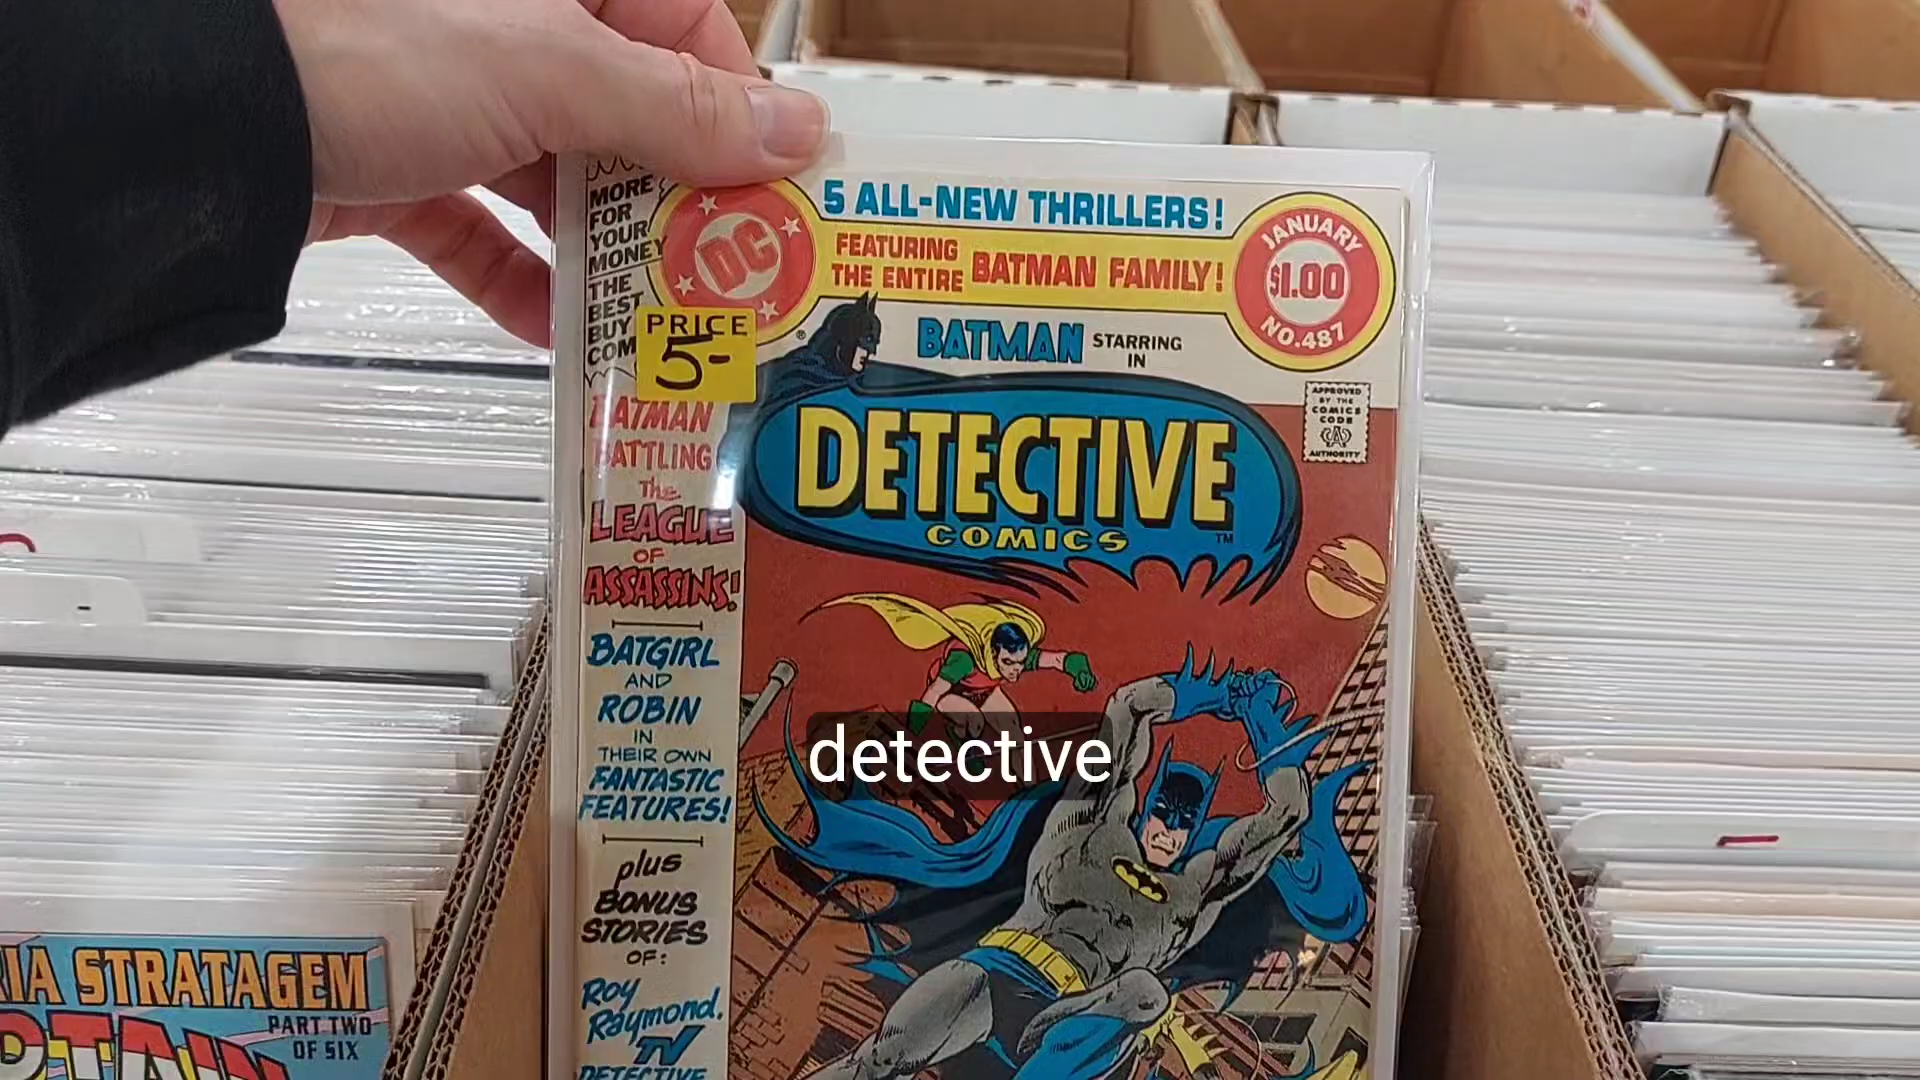 MORE
FOR
YOUR
MONEY
THE
BEST
BUY
COM
DC
5 ALL-NEW THRILLERS!
FEATURING
THE ENTIRE BATMAN FAMILY!
JANUARY
$1.00
NO.487
PRICE
5-
BATMAN STARRING
IN
DETECTIVE
COMICS
TM
APPROVED
BY THE
COMICS
CODE
AUTHORITY
BATMAN
BATTLING
The
LEAGUE
OF
ASSASSINS!
BATGIRL
AND
ROBIN
IN
THEIR OWN
FANTASTIC
FEATURES!
plus
BONUS
STORIES
OF:
Roy
Raymond,
TV
DETECTIVE
detective
IA STRATAGEM
PART TWO
OF SIX